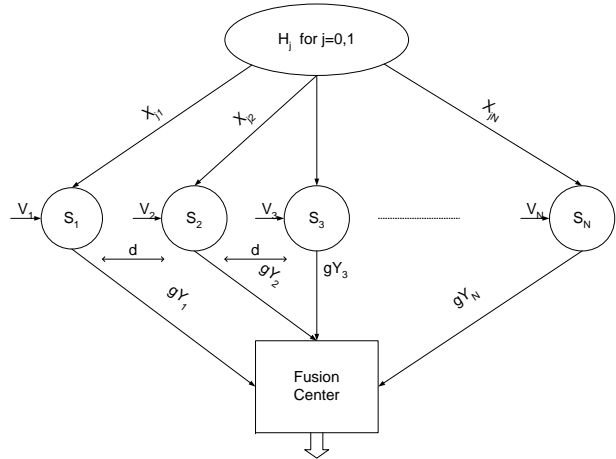 H_j for j=0,1
X_j1
X_j2
X_jN
V_1
S_1
V_2
S_2
V_3
S_3
V_N
S_N
d
d
gY_1
gY_2
gY_3
gY_N
Fusion
Center